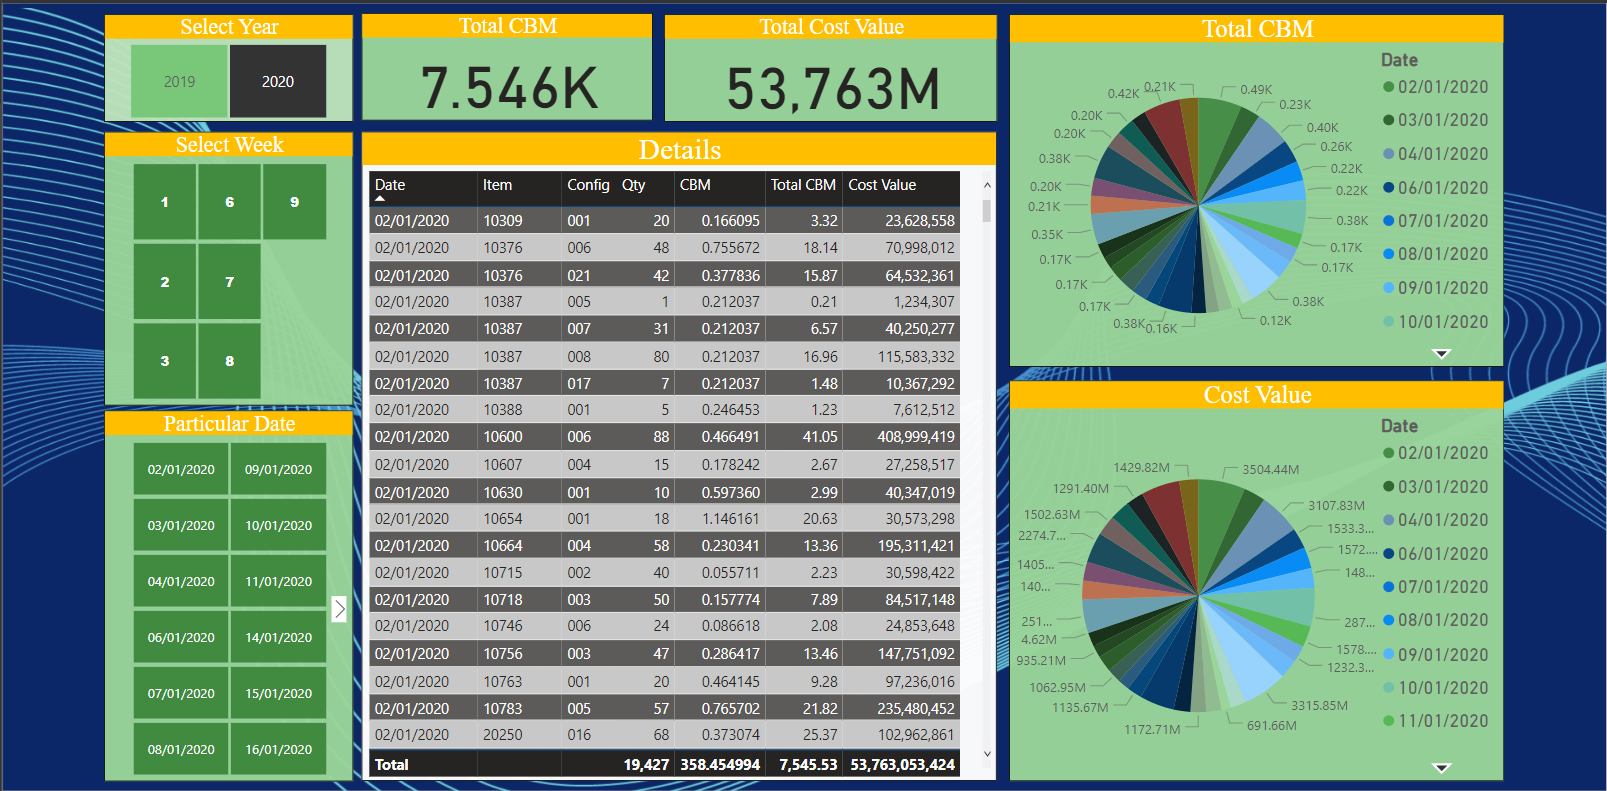 Select Year
2019 2020
Select Week
1 6 9
2 7
3 8
Particular Date
02/01/2020 09/01/2020
03/01/2020 10/01/2020
04/01/2020 11/01/2020
06/01/2020 14/01/2020
07/01/2020 15/01/2020
08/01/2020 16/01/2020
Total CBM
7.546K
Total Cost Value
53,763M
Details
Date Item Config Qty CBM Total CBM Cost Value
02/01/2020 10309 001 20 0.166095 3.32 23,628,558
02/01/2020 10376 006 48 0.755672 18.14 70,998,012
02/01/2020 10376 021 42 0.377836 15.87 64,532,361
02/01/2020 10387 005 1 0.212037 0.21 1,234,307
02/01/2020 10387 007 31 0.212037 6.57 40,250,277
02/01/2020 10387 008 80 0.212037 16.96 115,583,332
02/01/2020 10387 017 7 0.212037 1.48 10,367,292
02/01/2020 10388 001 5 0.246453 1.23 7,612,512
02/01/2020 10600 006 88 0.466491 41.05 408,999,419
02/01/2020 10607 004 15 0.178242 2.67 27,258,517
02/01/2020 10630 001 10 0.597360 2.99 40,347,019
02/01/2020 10654 001 18 1.146161 20.63 30,573,298
02/01/2020 10664 004 58 0.230341 13.36 195,311,421
02/01/2020 10715 002 40 0.055711 2.23 30,598,422
02/01/2020 10718 003 50 0.157774 7.89 84,517,148
02/01/2020 10746 006 24 0.086618 2.08 24,853,648
02/01/2020 10756 003 47 0.286417 13.46 147,751,092
02/01/2020 10763 001 20 0.464145 9.28 97,236,016
02/01/2020 10783 005 57 0.765702 21.82 235,480,452
02/01/2020 20250 016 68 0.373074 25.37 102,962,861
Total 19,427 358.454994 7,545.53 53,763,053,424
Total CBM
0.49K
0.23K
0.40K
0.26K
0.22K
0.22K
0.38K
0.17K
0.17K
0.38K
0.12K
0.16K
0.38K
0.17K
0.17K
0.17K
0.35K
0.21K
0.20K
0.38K
0.20K
0.20K
0.42K
0.21K
Date
02/01/2020
03/01/2020
04/01/2020
06/01/2020
07/01/2020
08/01/2020
09/01/2020
10/01/2020
Cost Value
3504.44M
3107.83M
1533.3...
1572....
148...
287...
1578....
1232.3...
3315.85M
691.66M
1172.71M
1135.67M
1062.95M
935.21M
4.62M
251...
140...
1405...
2274.7...
1502.63M
1291.40M
1429.82M
Date
02/01/2020
03/01/2020
04/01/2020
06/01/2020
07/01/2020
08/01/2020
09/01/2020
10/01/2020
11/01/2020